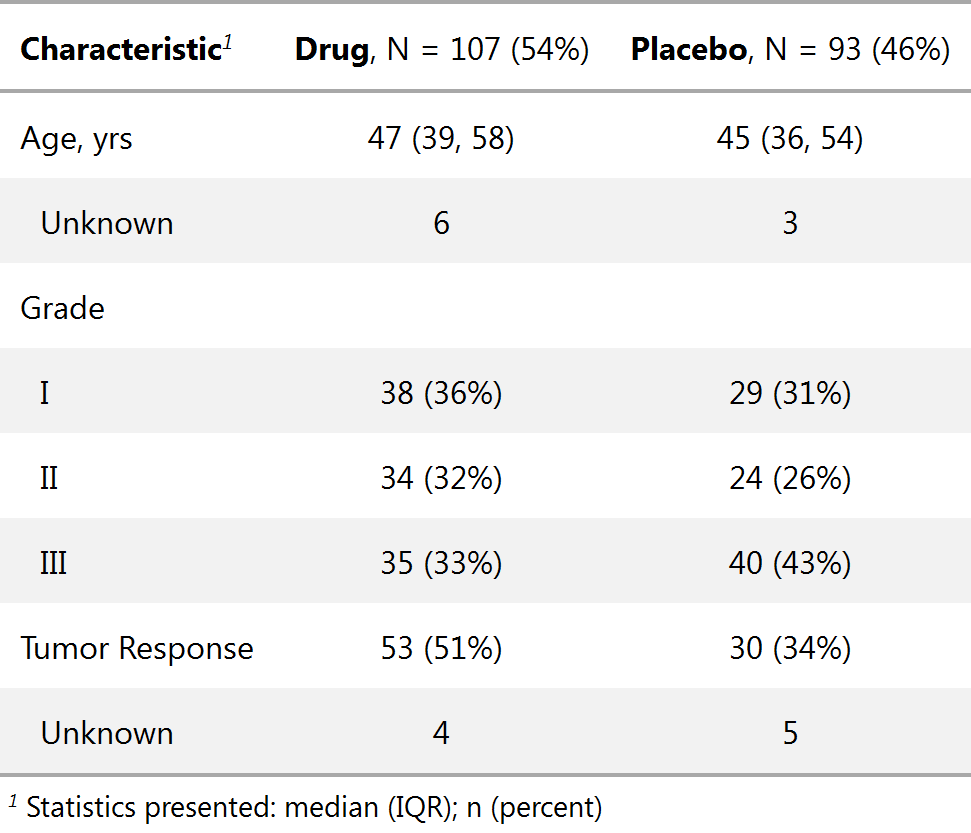 Characteristic1 Drug, N = 107 (54%) Placebo, N = 93 (46%)
Age, yrs 47 (39, 58) 45 (36, 54)
Unknown 6 3
Grade
I 38 (36%) 29 (31%)
II 34 (32%) 24 (26%)
III 35 (33%) 40 (43%)
Tumor Response 53 (51%) 30 (34%)
Unknown 4 5
1 Statistics presented: median (IQR); n (percent)